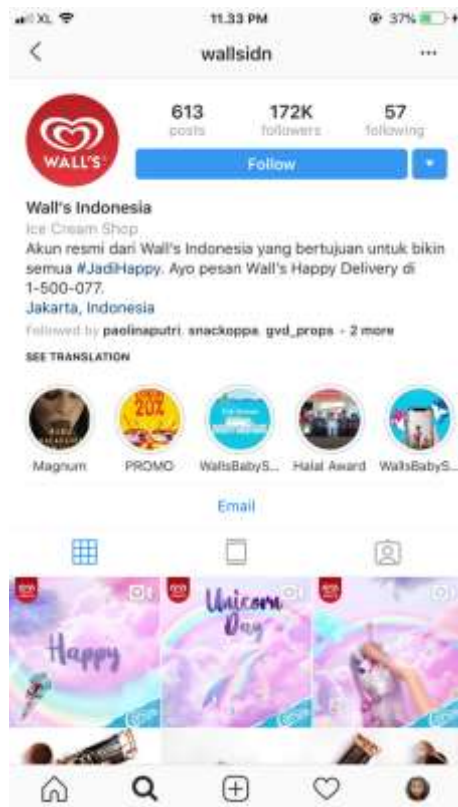 XL 11.33 PM 37%
wallsidn
613 172K 57
posts followers following
WALL'S
Follow
Wall's Indonesia
Ice Cream Shop
Akun resmi dari Wall's Indonesia yang bertujuan untuk bikin
semua #JadiHappy. Ayo pesan Wall's Happy Delivery di
1-500-077.
Jakarta, Indonesia
Followed by paolinaputri, snackoppa, gvd_props + 2 more
SEE TRANSLATION
20%
Magnum PROMO WallsBabyS... Halal Award WallsBabyS...
Email
Happy
Unicorn
Day